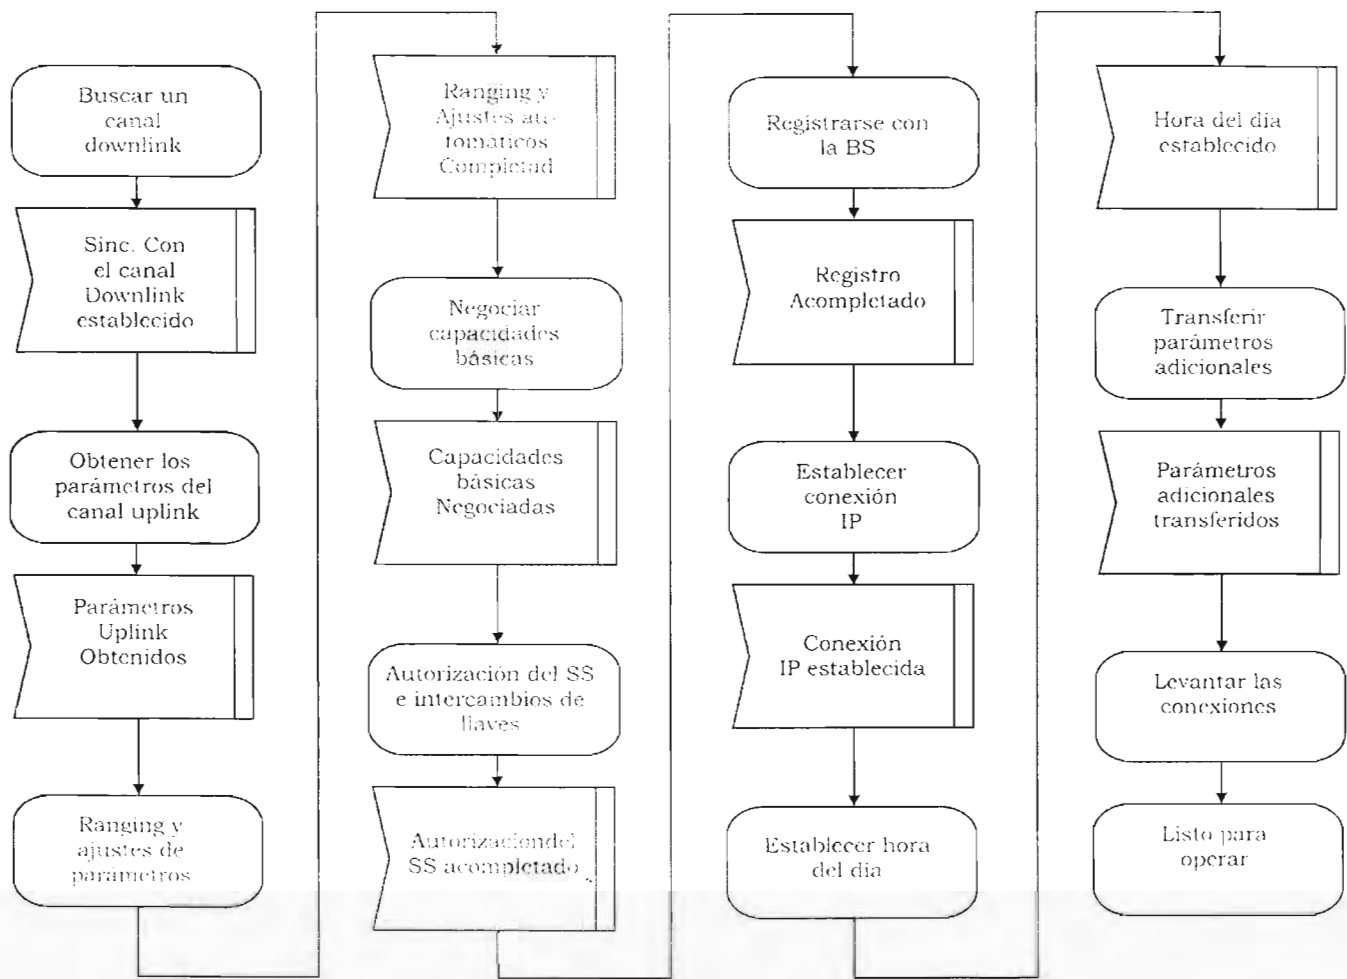 Buscar un
canal
downlink
Sinc. Con
el canal
Downlink
establecido
Obtener los
parámetros del
canal uplink
Parámetros
Uplink
Obtenidos
Ranging y
ajustes de
parámetros
Ranging y
Ajustes au-
tomáticos
Completad
Negociar
capacidades
básicas
Capacidades
básicas
Negociadas
Autorización del SS
e intercambios de
llaves
Autorizaciondel
SS acompletado
Registrarse con
la BS
Registro
Acompletado
Establecer
conexión
IP
Conexión
IP establecida
Establecer hora
del dia
Hora del dia
establecido
Transferir
parámetros
adicionales
Parámetros
adicionales
transferidos
Levantar las
conexiones
Listo para
operar